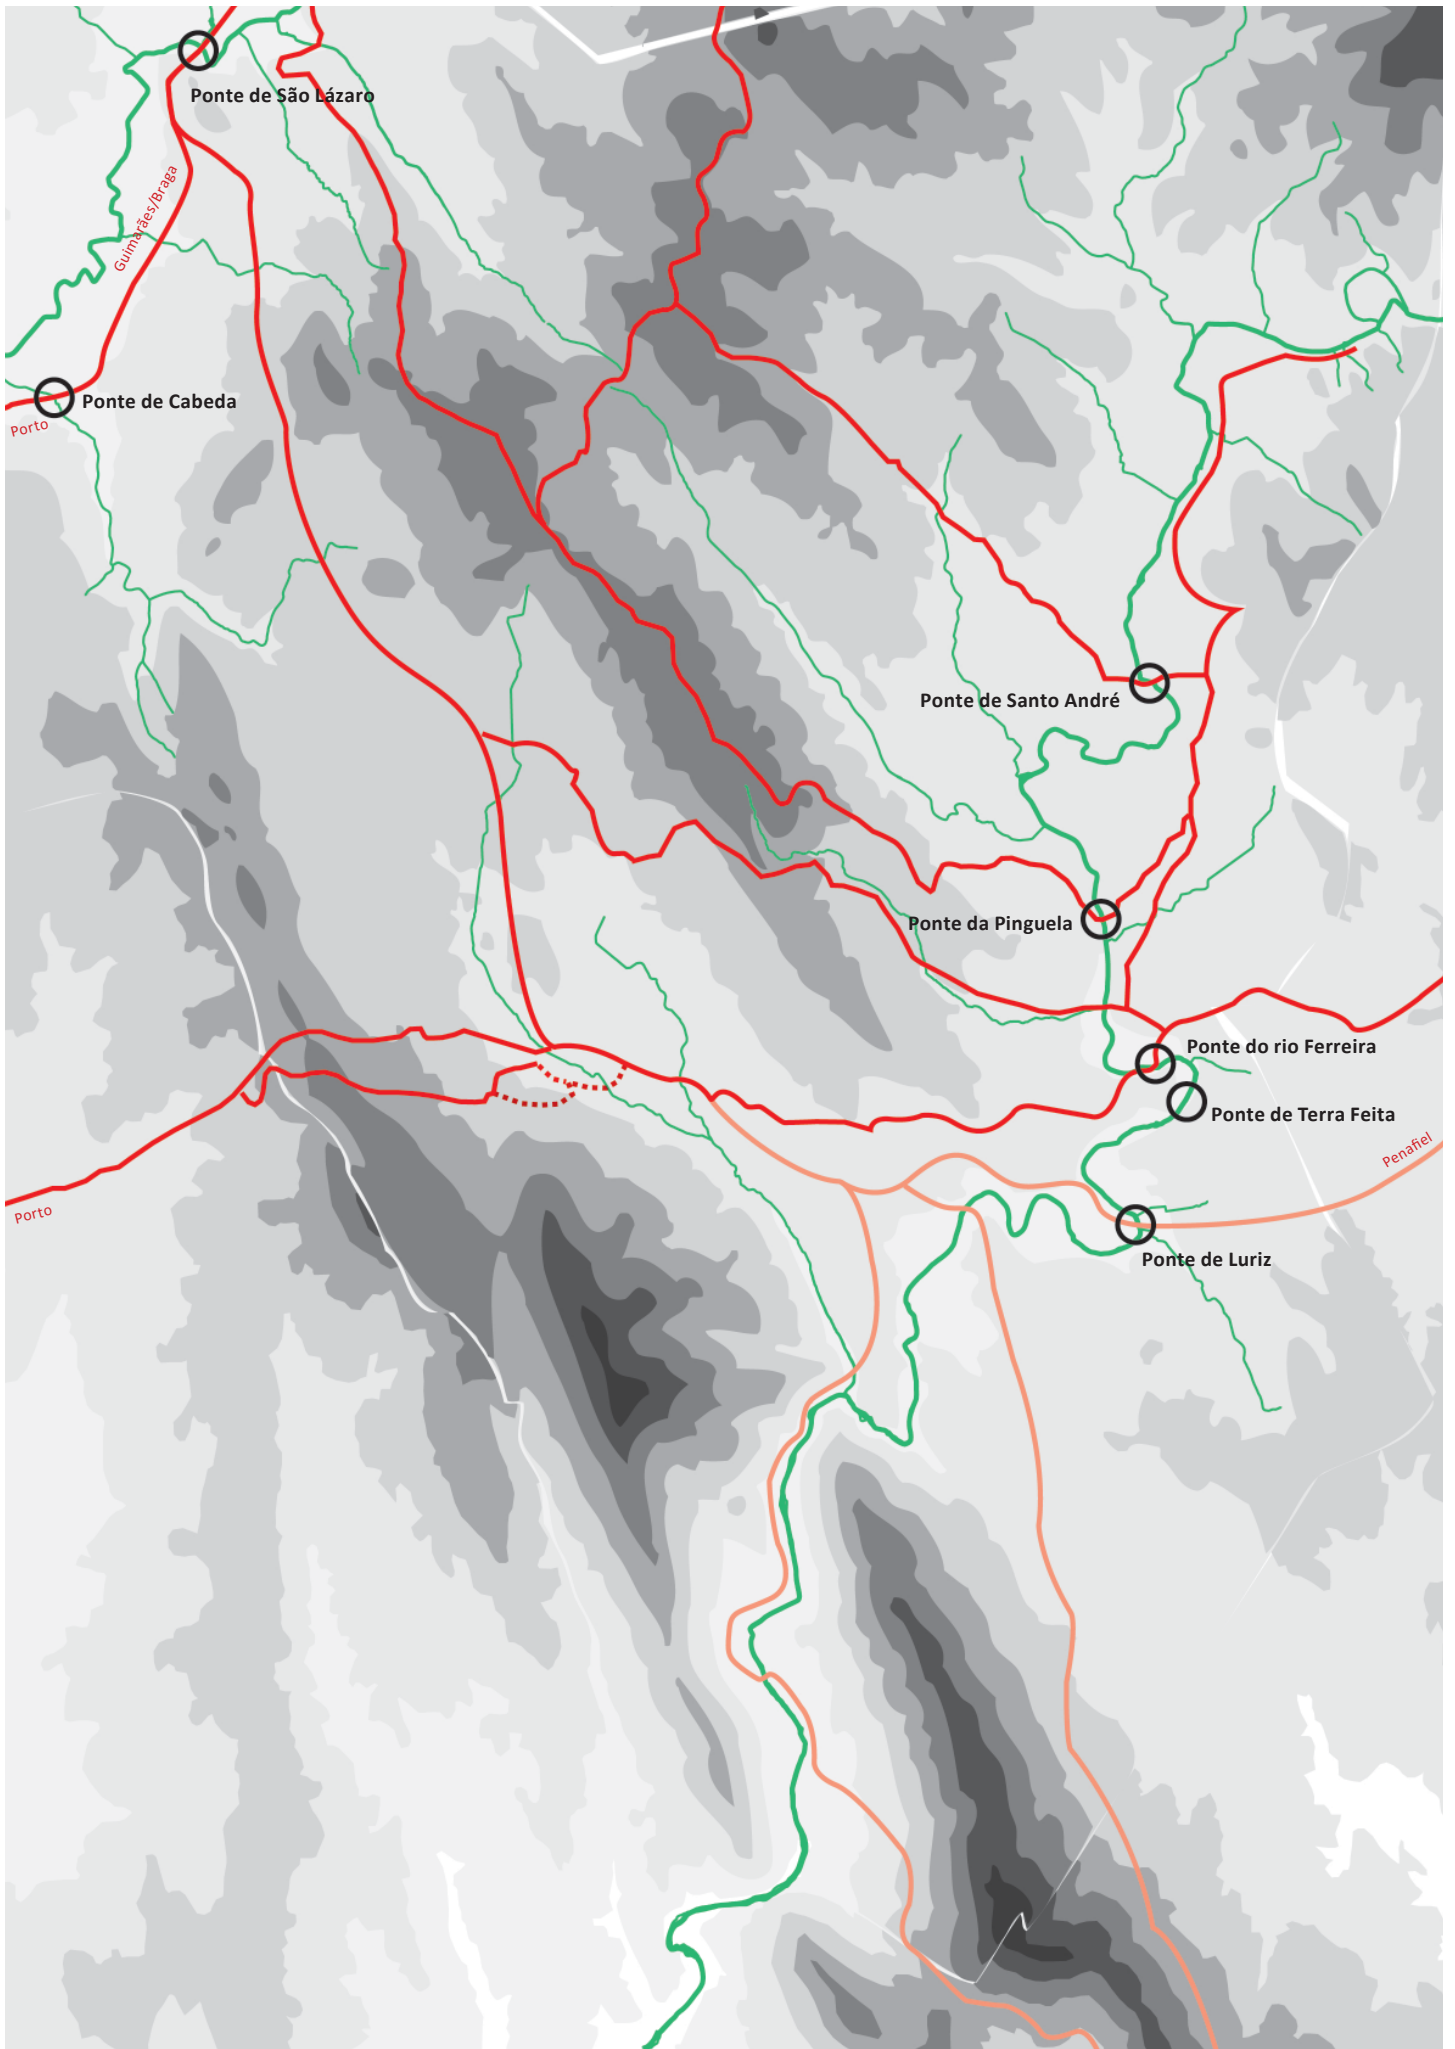 Ponte de São Lázaro
Guimarães/Braga
Ponte de Cabeda
Porto
Ponte de Santo André
Ponte da Pinguela
Ponte do rio Ferreira
Ponte de Terra Feita
Penafiel
Porto
Ponte de Luriz